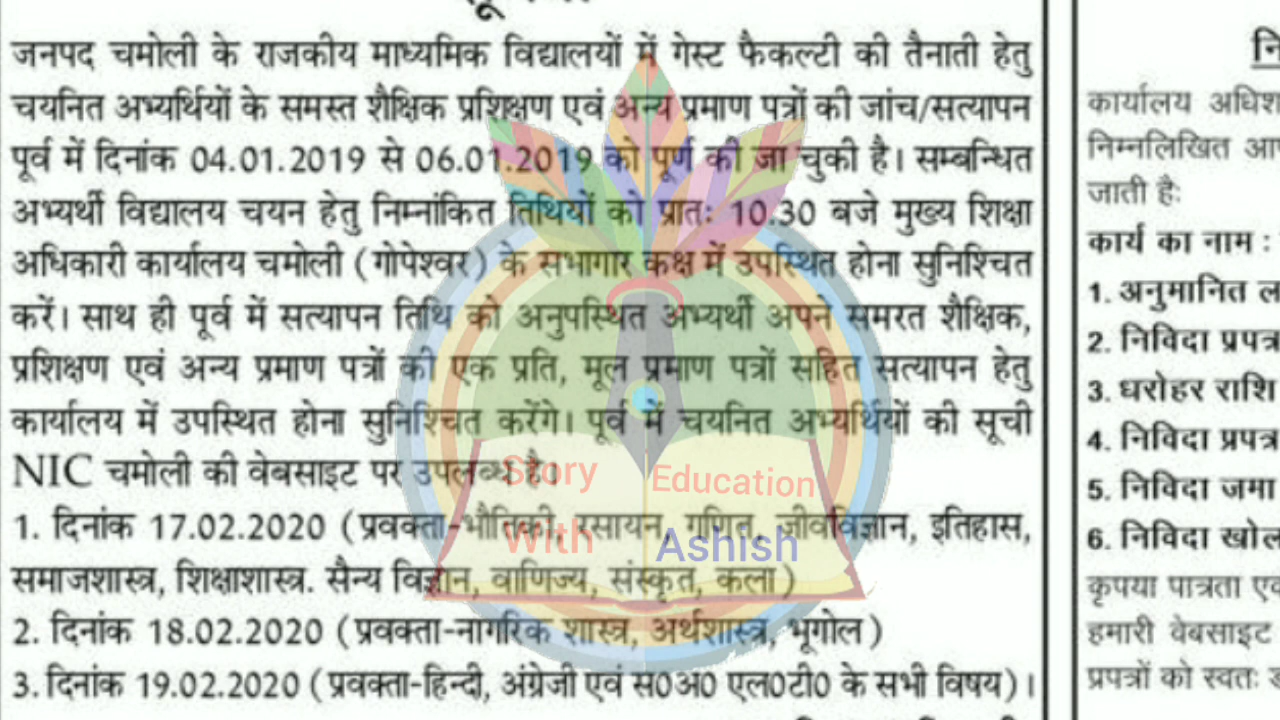 जनपद चमोली के राजकीय माध्यमिक विद्यालयों में गेस्ट फैकल्टी की तैनाती हेतु
चयनित अभ्यर्थियों के समस्त शैक्षिक प्रशिक्षण एवं अन्य प्रमाण पत्रों की जांच/सत्यापन
पूर्व में दिनांक 04.01.2019 से 06.01.2019 को पूर्ण की जा चुकी है। सम्बन्धित
अभ्यर्थी विद्यालय चयन हेतु निम्नांकित तिथियों को प्रातः 10.30 बजे मुख्य शिक्षा
अधिकारी कार्यालय चमोली (गोपेश्वर) के सभागार कक्ष में उपस्थित होना सुनिश्चित
करें। साथ ही पूर्व में सत्यापन तिथि को अनुपस्थित अभ्यर्थी अपने समरत शैक्षिक,
प्रशिक्षण एवं अन्य प्रमाण पत्रों की एक प्रति, मूल प्रमाण पत्रों सहित सत्यापन हेतु
कार्यालय में उपस्थित होना सुनिश्चित करेंगे। पूर्व में चयनित अभ्यर्थियों की सूची
NIC चमोली की वेबसाइट पर उपलब्ध है०
1. दिनांक 17.02.2020 (प्रवक्ता-भौतिकी, रसायन, गणित, जीवविज्ञान, इतिहास,
समाजशास्त्र, शिक्षाशास्त्र. सैन्य विज्ञान, वाणिज्य, संस्कृत, कला)
2. दिनांक 18.02.2020 (प्रवक्ता-नागरिक शास्त्र, अर्थशास्त्र, भूगोल)
3. दिनांक 19.02.2020 (प्रवक्ता-हिन्दी, अंग्रेजी एवं स0अ0 एल0टी0 के सभी विषय)।
Story Education
With Ashish
नि
कार्यालय
निम्नलिखित
जाती है:
कार्य का नाम :
1. अनुमानित
2. निविदा प्रपत्र
3. धरोहर राशि
4. निविदा प्रपत्र
5. निविदा जमा
6. निविदा
कृपया पात्रता
हमारी वेबसाइट
प्रपत्रों को स्वतः